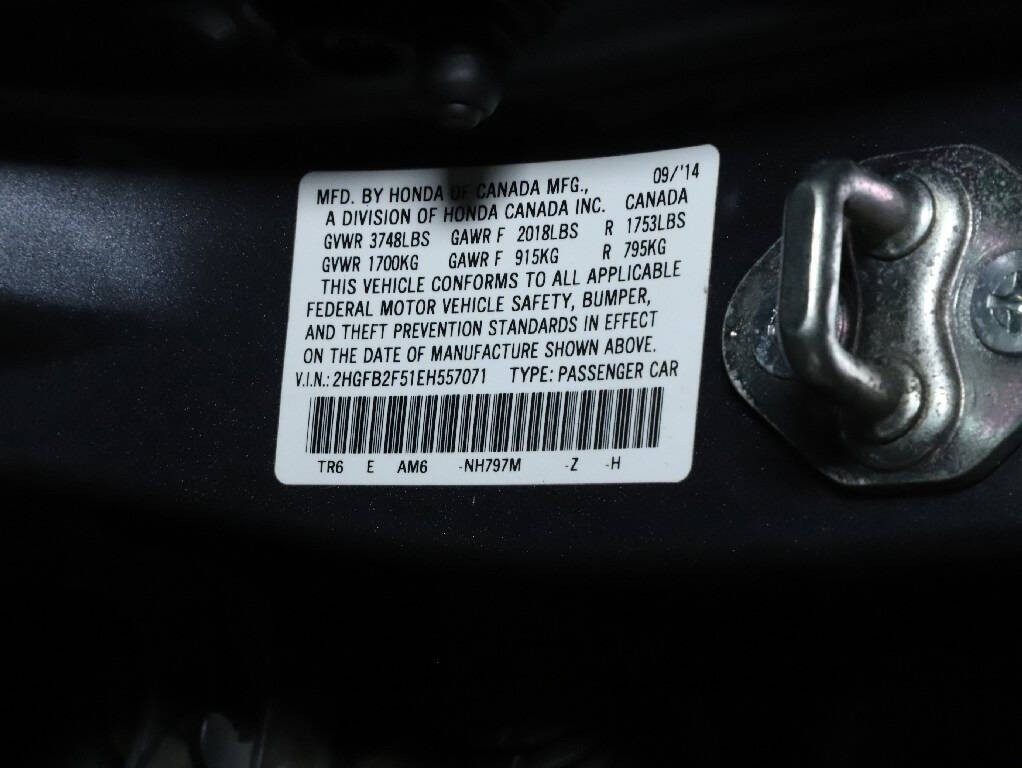 MFD. BY HONDA OF CANADA MFG., 09/'14
A DIVISION OF HONDA CANADA INC. CANADA
GVWR 3748LBS GAWR F 2018LBS R 1753LBS
GVWR 1700KG GAWR F 915KG R 795KG
THIS VEHICLE CONFORMS TO ALL APPLICABLE
FEDERAL MOTOR VEHICLE SAFETY, BUMPER,
AND THEFT PREVENTION STANDARDS IN EFFECT
ON THE DATE OF MANUFACTURE SHOWN ABOVE.
V.I.N.: 2HGFB2F51EH557071 TYPE: PASSENGER CAR
TR6 E AM6 -NH797M -Z -H